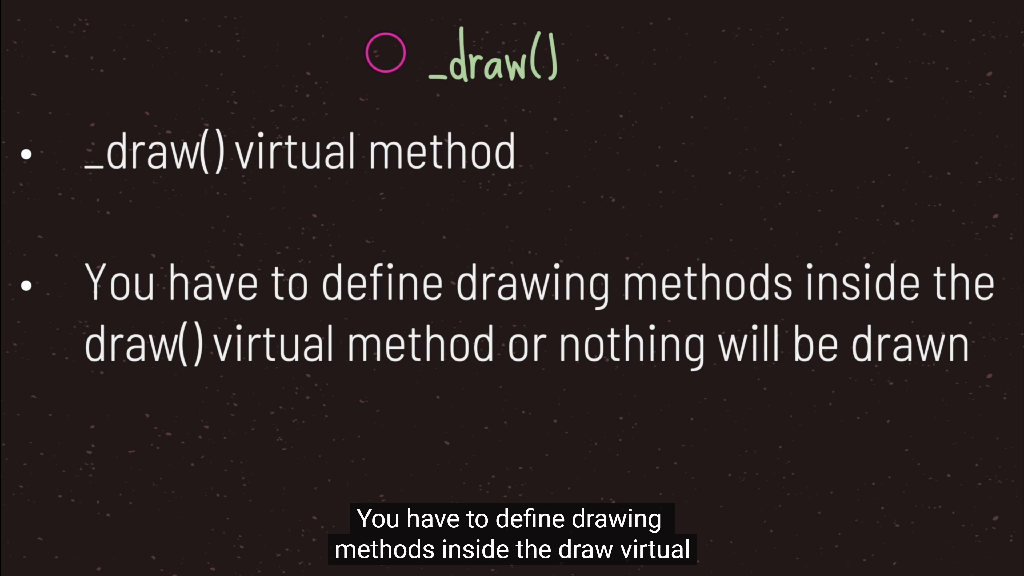 _draw()
• _draw() virtual method
• You have to define drawing methods inside the
draw() virtual method or nothing will be drawn
You have to define drawing
methods inside the draw virtual